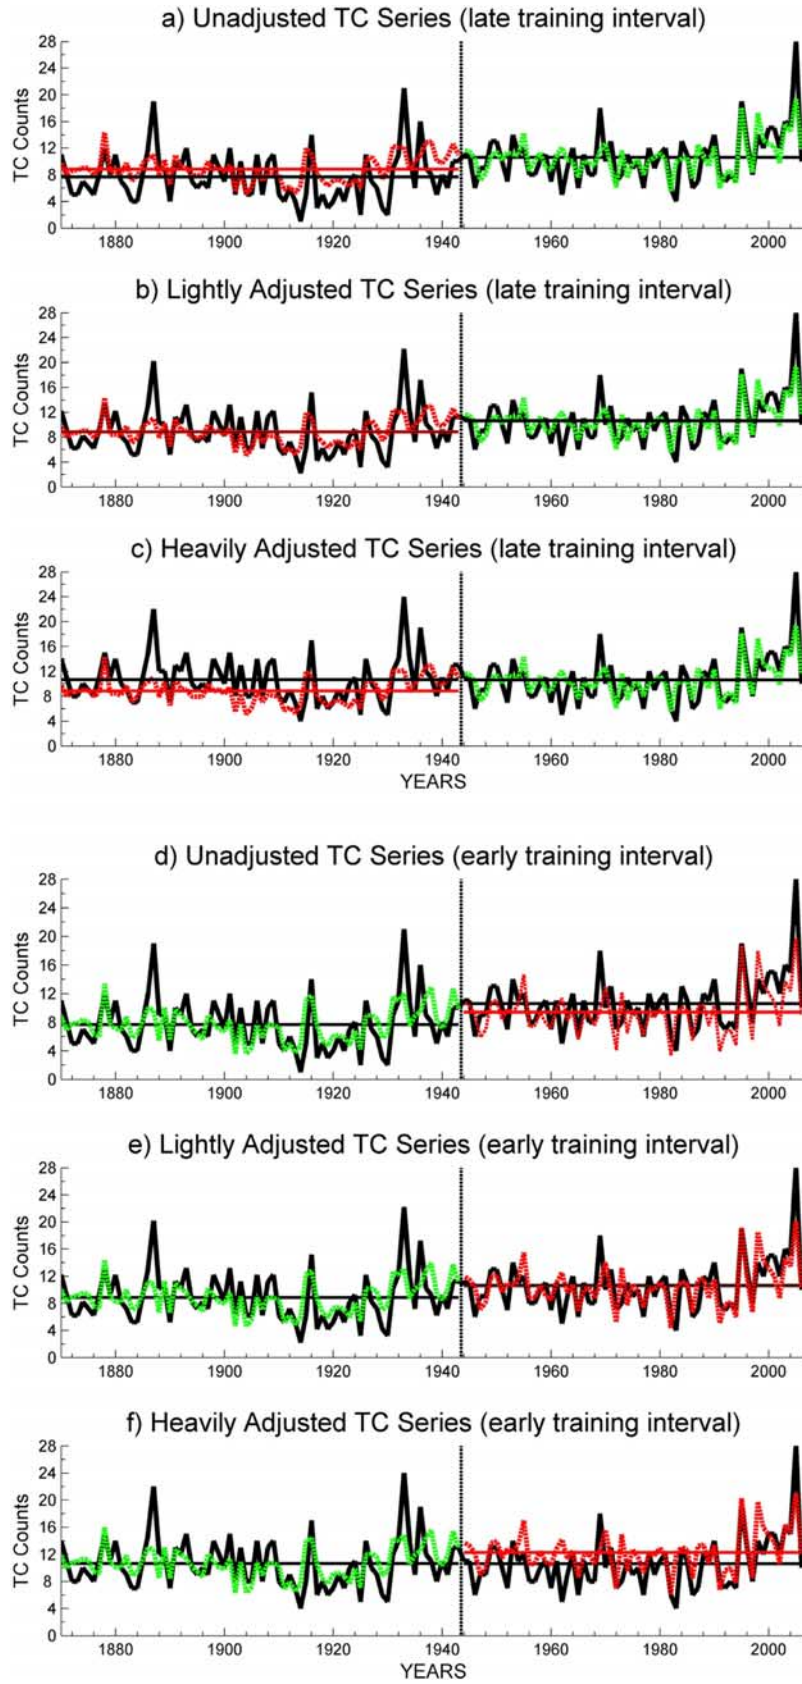 a) Unadjusted TC Series (late training interval)
28
24
20
16
12
8
4
0
TC Counts
1880 1900 1920 1940 1960 1980 2000
b) Lightly Adjusted TC Series (late training interval)
28
24
20
16
12
8
4
0
TC Counts
1880 1900 1920 1940 1960 1980 2000
c) Heavily Adjusted TC Series (late training interval)
28
24
20
16
12
8
4
0
TC Counts
1880 1900 1920 1940 1960 1980 2000
YEARS
d) Unadjusted TC Series (early training interval)
28
24
20
16
12
8
4
0
TC Counts
1880 1900 1920 1940 1960 1980 2000
e) Lightly Adjusted TC Series (early training interval)
28
24
20
16
12
8
4
0
TC Counts
1880 1900 1920 1940 1960 1980 2000
f) Heavily Adjusted TC Series (early training interval)
28
24
20
16
12
8
4
0
TC Counts
1880 1900 1920 1940 1960 1980 2000
YEARS